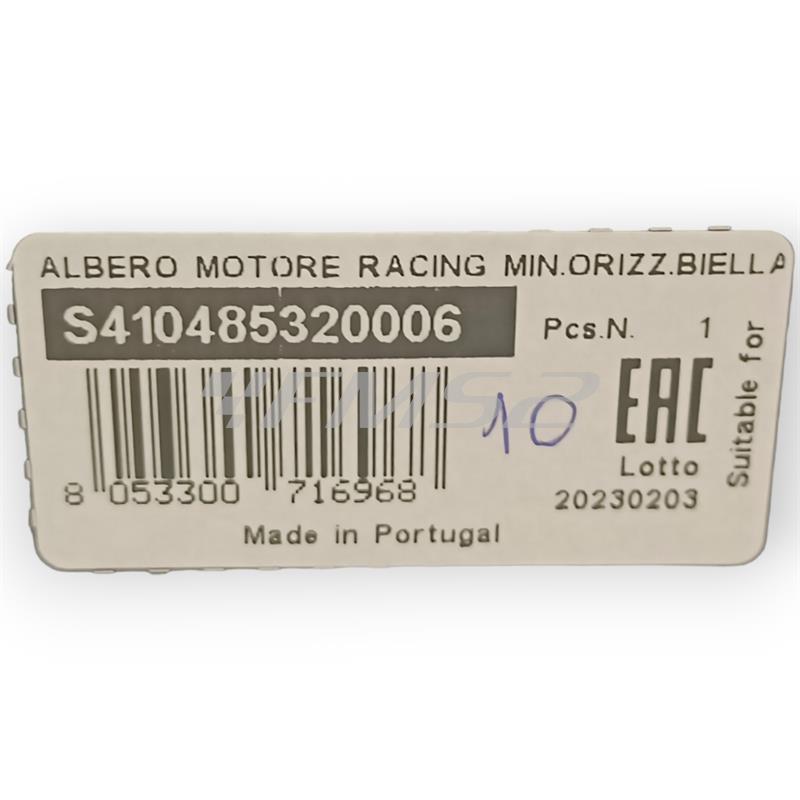 ALBERO MOTORE RACING MIN.ORIZZ.BIELLA
S410485320006
Pcs.N. 1
Suitable for
10
EAC
8 053300 716968
Lotto
20230203
Made in Portugal